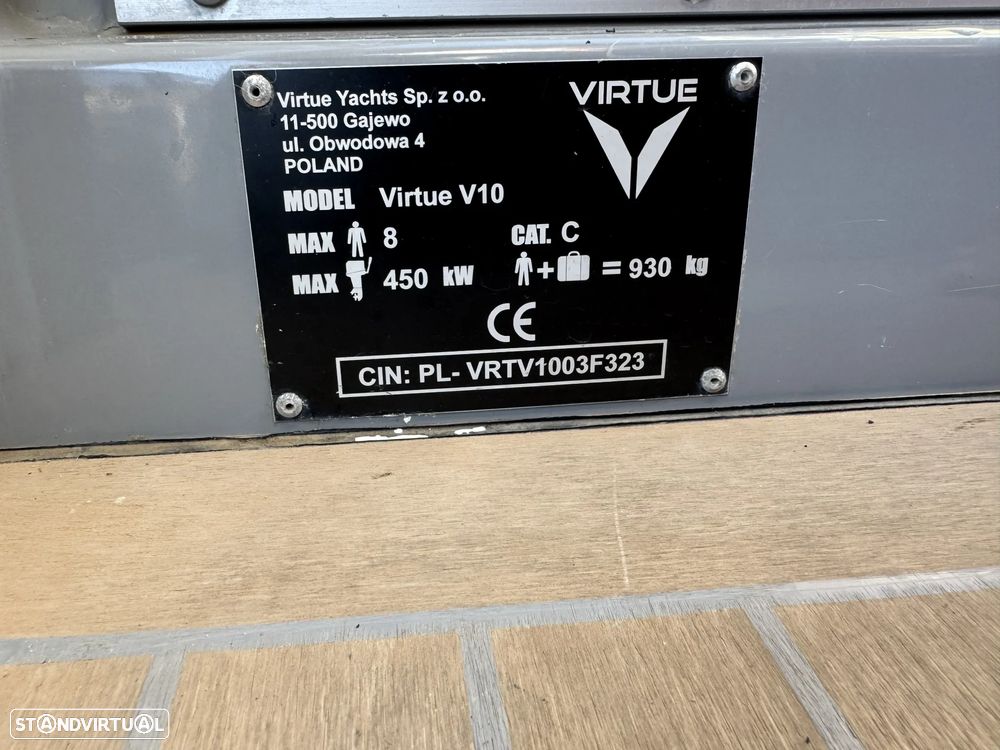 Virtue Yachts Sp. z o.o.
11-500 Gajewo
ul. Obwodowa 4
POLAND
VIRTUE
MODEL Virtue V10
MAX 8
CAT. C
MAX 450 kW
+ = 930 kg
CE
CIN: PL- VRTV1003F323
STANDVIRTUAL